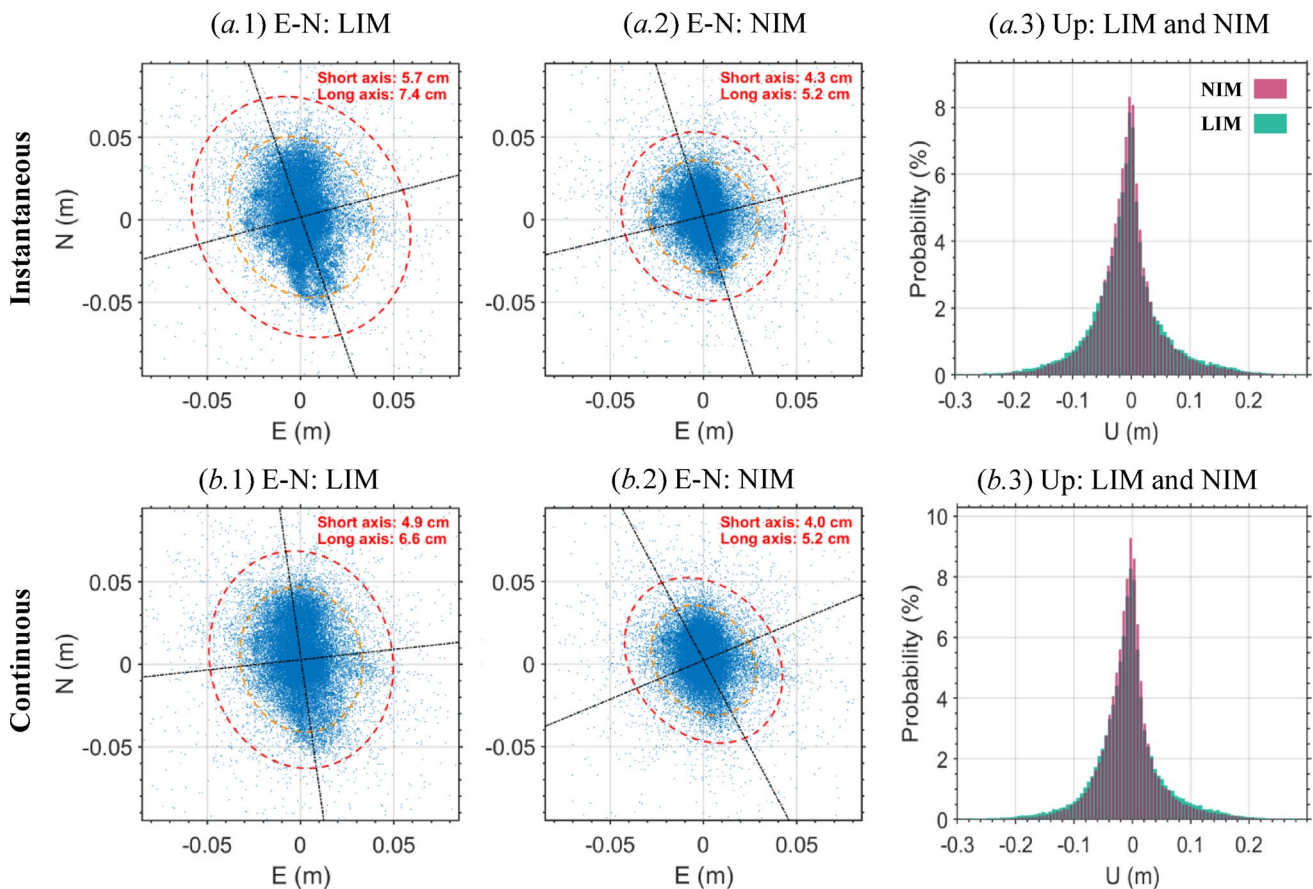 (a.1) E-N: LIM
(a.2) E-N: NIM
(a.3) Up: LIM and NIM
Instantaneous
Short axis: 5.7 cm
Long axis: 7.4 cm
0.05
0
-0.05
N (m)
-0.05
0
0.05
E (m)
Short axis: 4.3 cm
Long axis: 5.2 cm
0.05
0
-0.05
-0.05
0
0.05
E (m)
NIM
LIM
8
6
4
2
0
Probability (%)
-0.3
-0.2
-0.1
0
0.1
0.2
U (m)
(b.1) E-N: LIM
(b.2) E-N: NIM
(b.3) Up: LIM and NIM
Continuous
Short axis: 4.9 cm
Long axis: 6.6 cm
0.05
0
-0.05
N (m)
-0.05
0
0.05
E (m)
Short axis: 4.0 cm
Long axis: 5.2 cm
0.05
0
-0.05
-0.05
0
0.05
E (m)
10
8
6
4
2
0
Probability (%)
-0.3
-0.2
-0.1
0
0.1
0.2
U (m)